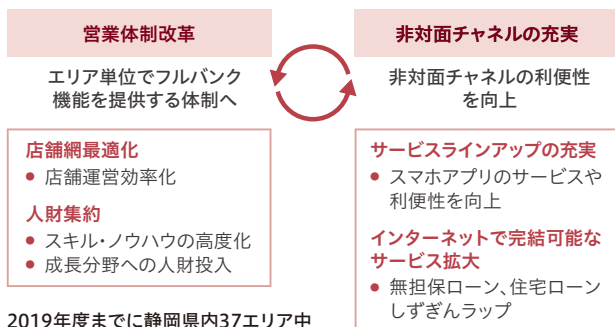 営業体制改革
エリア単位でフルバンク
機能を提供する体制へ
店舗網最適化
● 店舗運営効率化
人財集約
● スキル・ノウハウの高度化
● 成長分野への人財投入
2019年度までに静岡県内37エリア中
非対面チャネルの充実
非対面チャネルの利便性
を向上
サービスラインアップの充実
● スマホアプリのサービスや
利便性を向上
インターネットで完結可能な
サービス拡大
● 無担保ローン、住宅ローン
しずぎんラップ